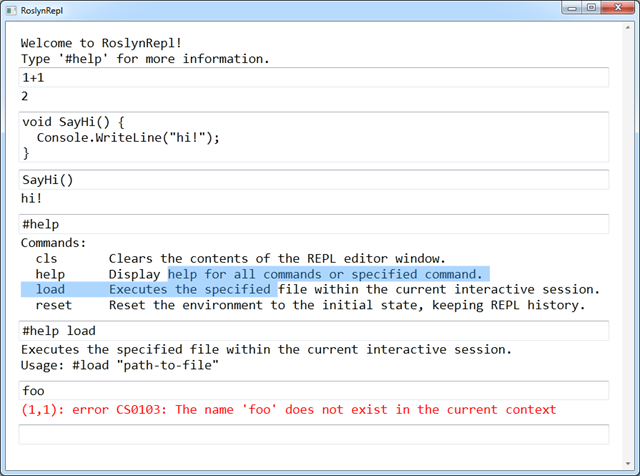 RoslynRepl
Welcome to RoslynRepl!
Type '#help' for more information.
1+1
2
void SayHi() {
  Console.WriteLine("hi!");
}
SayHi()
hi!
#help
Commands:
  cls      Clears the contents of the REPL editor window.
  help     Display help for all commands or specified command.
  load     Executes the specified file within the current interactive session.
  reset    Reset the environment to the initial state, keeping REPL history.
#help load
Executes the specified file within the current interactive session.
Usage: #load "path-to-file"
foo
(1,1): error CS0103: The name 'foo' does not exist in the current context